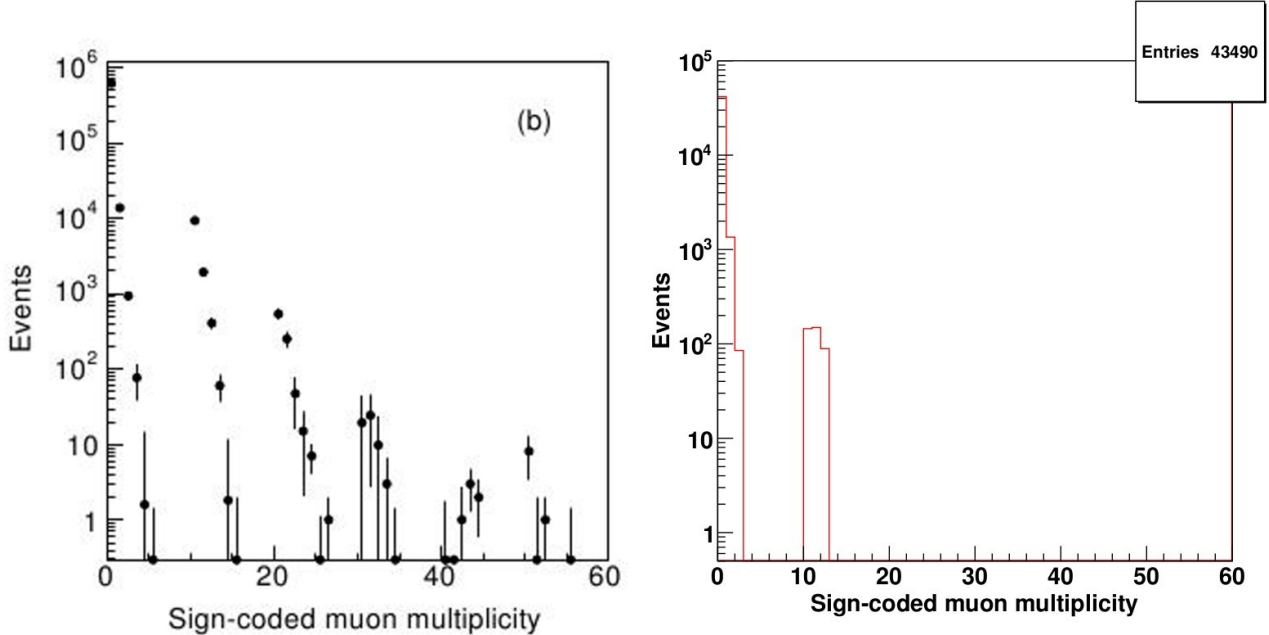 10^6
10^5
10^4
10^3
10^2
10
1
Events
(b)
0 20 40 60
Sign-coded muon multiplicity
Entries 43490
10^5
10^4
10^3
10^2
10
1
Events
0 10 20 30 40 50 60
Sign-coded muon multiplicity